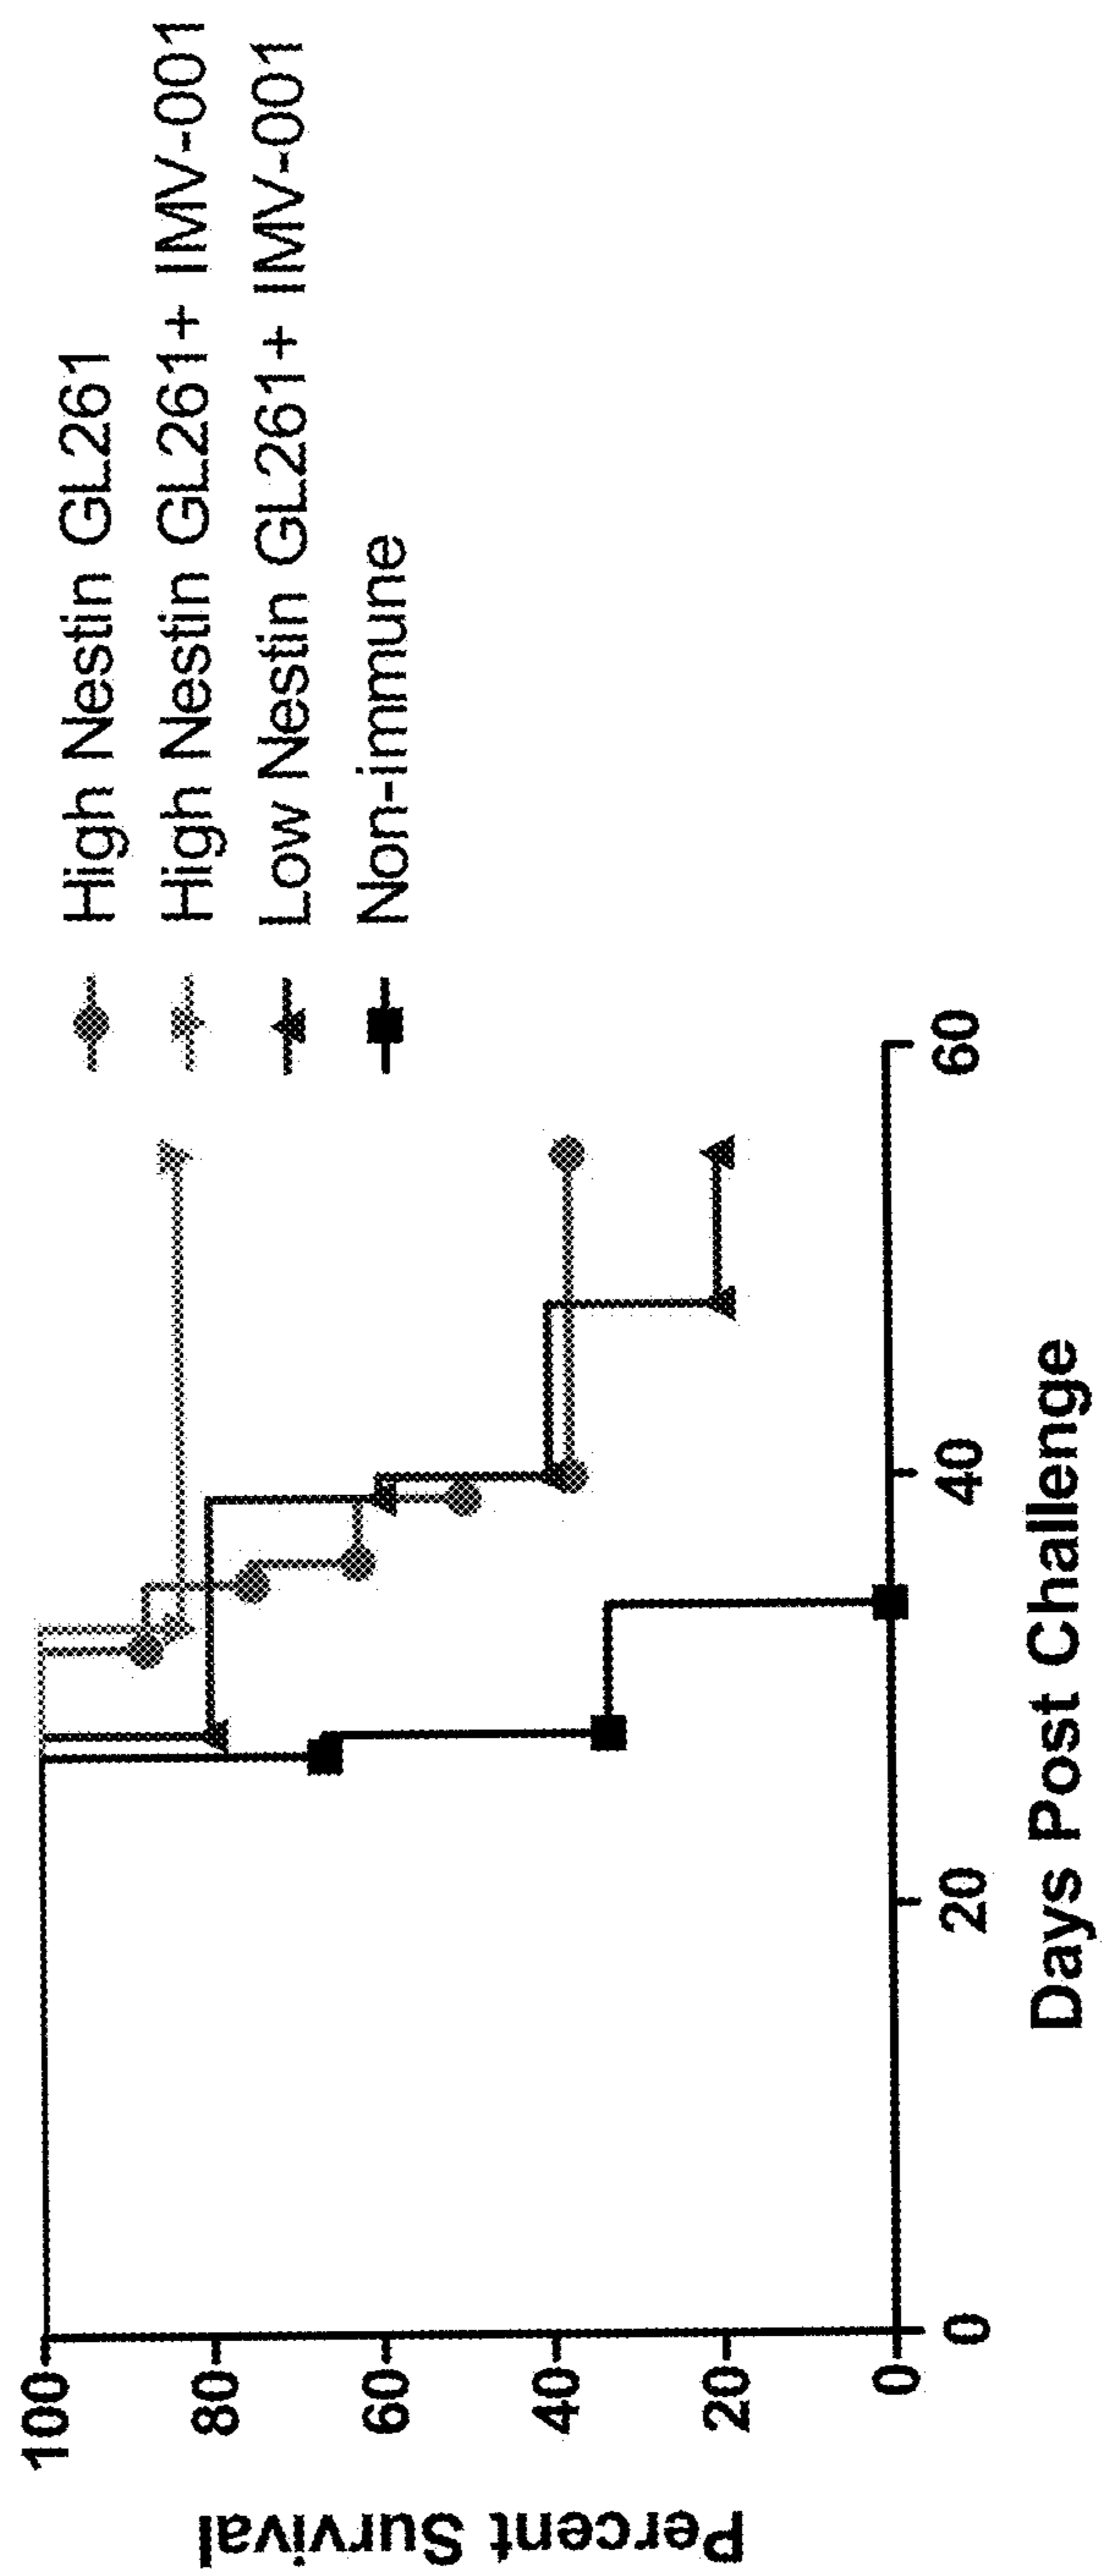 Percent Survival
100
80
60
40
20
0
0
20
40
60
Days Post Challenge
High Nestin GL261
High Nestin GL261+ IMV-001
Low Nestin GL261+ IMV-001
Non-immune